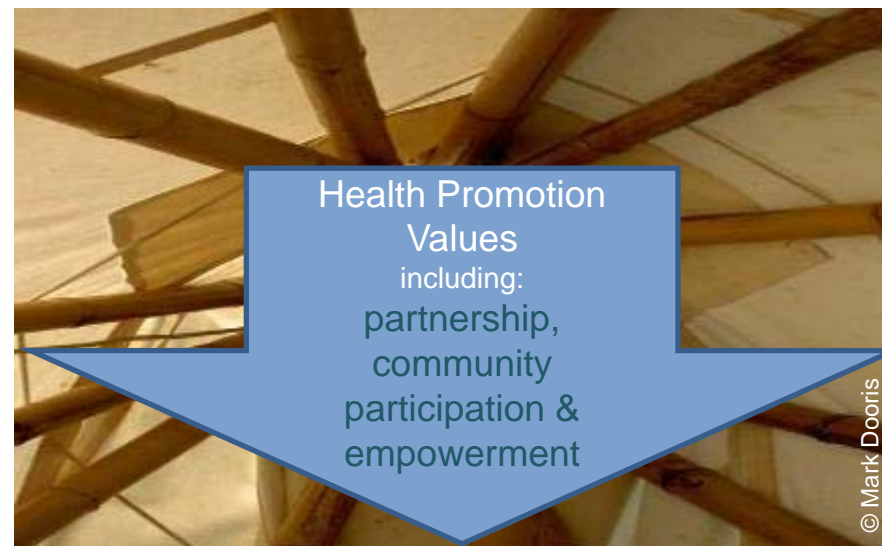 Health Promotion
Values
including:
partnership,
community
participation &
empowerment
© Mark Dooris